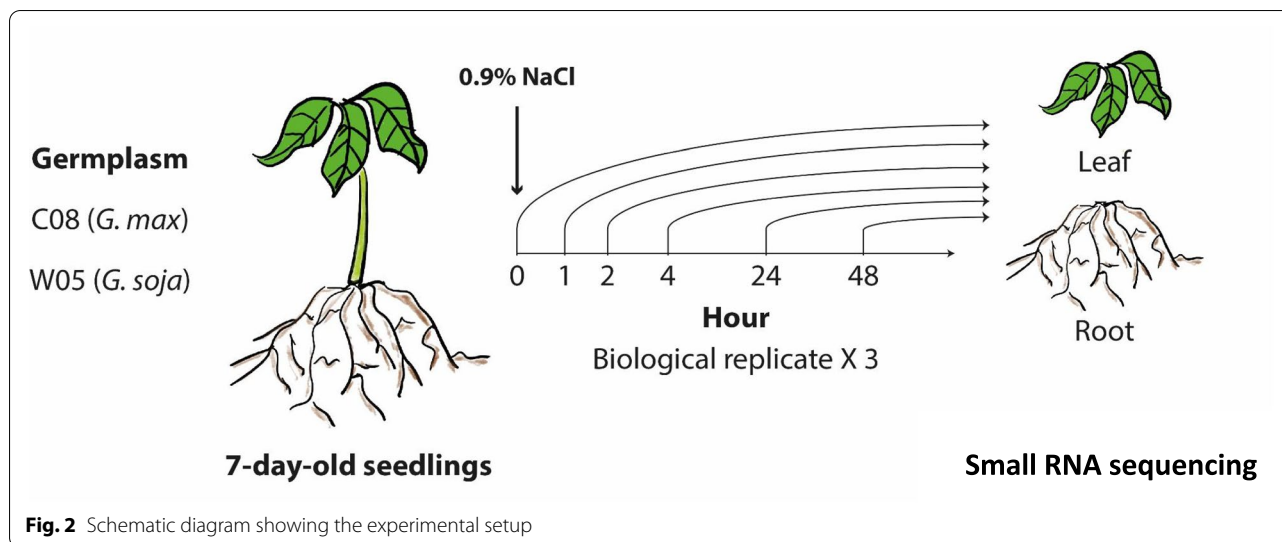 Germplasm
C08 (G. max)
W05 (G. soja)
7-day-old seedlings
0.9% NaCl
0 1 2 4 24 48
Hour
Biological replicate X 3
Leaf
Root
Small RNA sequencing
Fig. 2 Schematic diagram showing the experimental setup